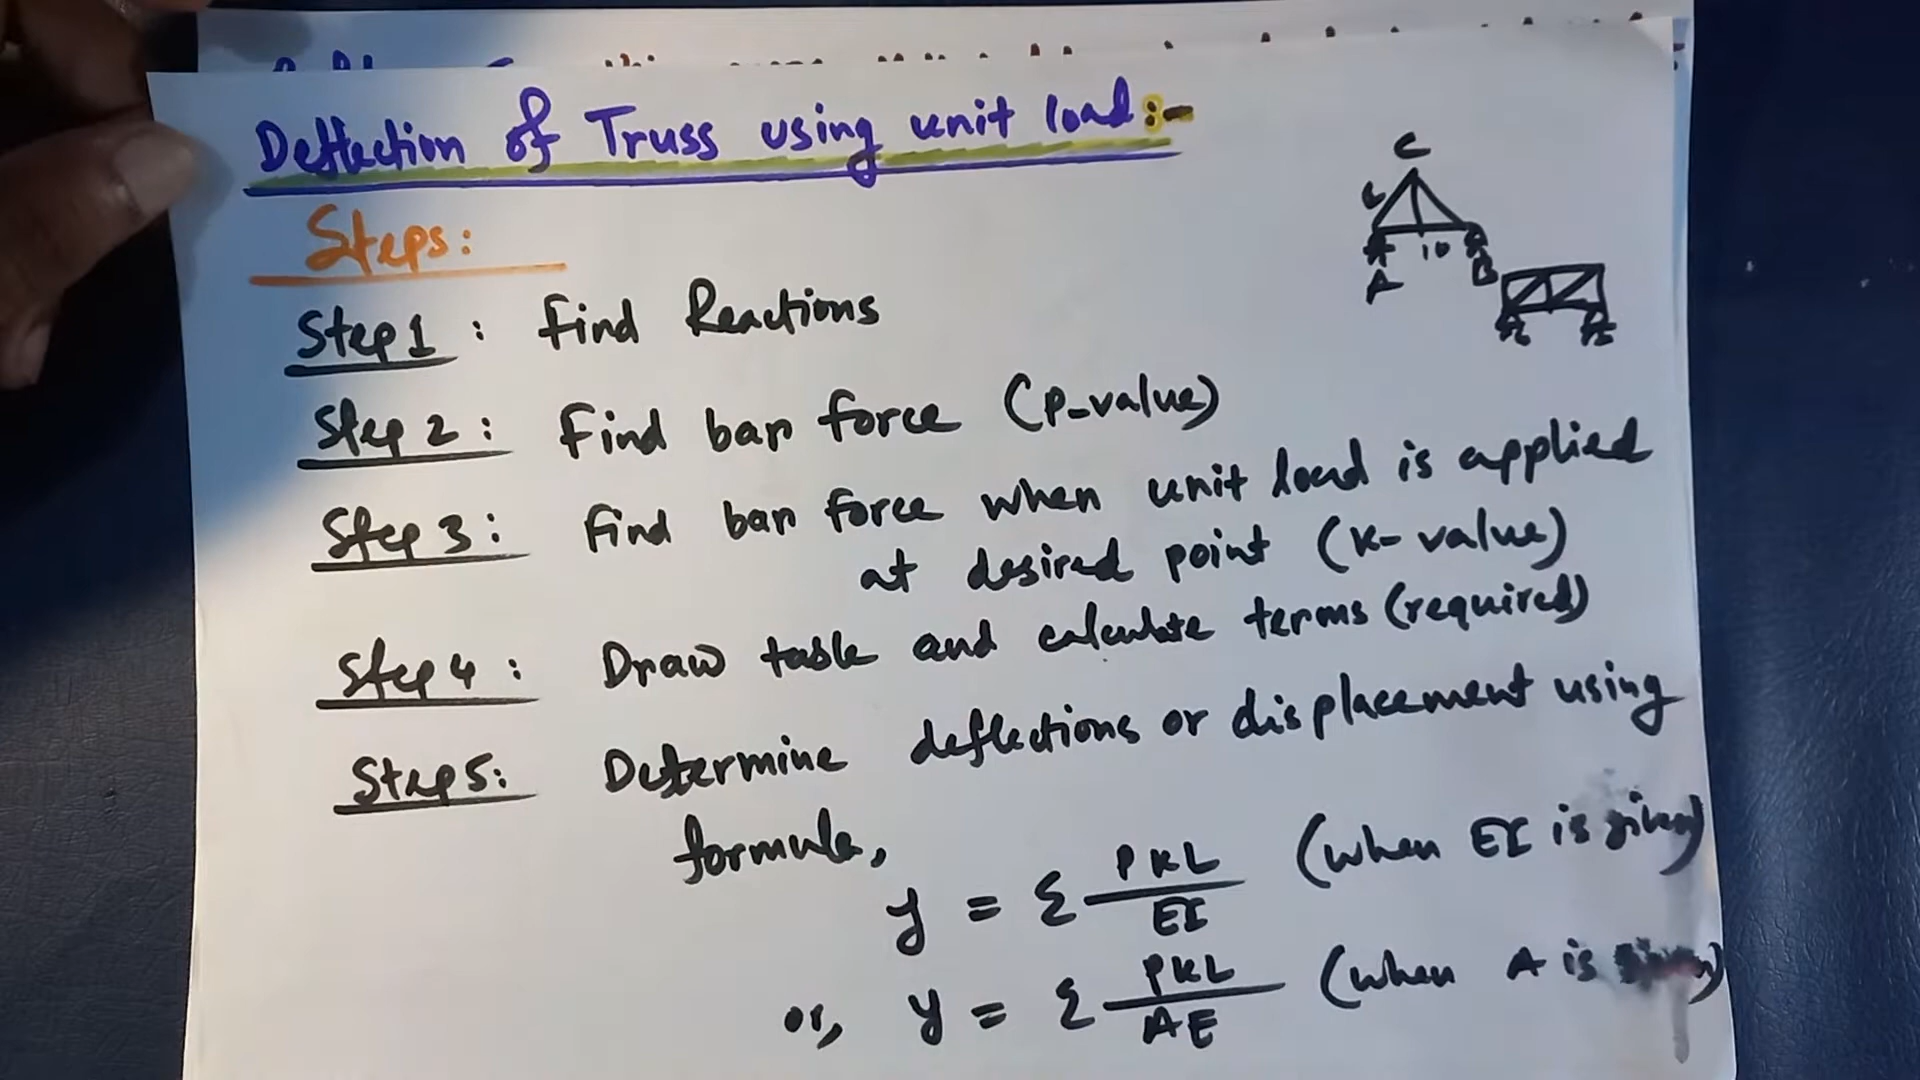 Deflection of Truss using unit load:-
Steps:
Step 1 : Find Reactions
Step 2 : Find bar force (P-value)
Step 3 : Find bar force when unit load is applied
at desired point (K-value)
Step 4 : Draw table and calculate terms (required)
Step 5: Determine deflections or displacement using
formula,
y = Σ PKL / EI (when EI is given)
or, y = Σ PKL / AE (when A is given)
C
L
10
A
B